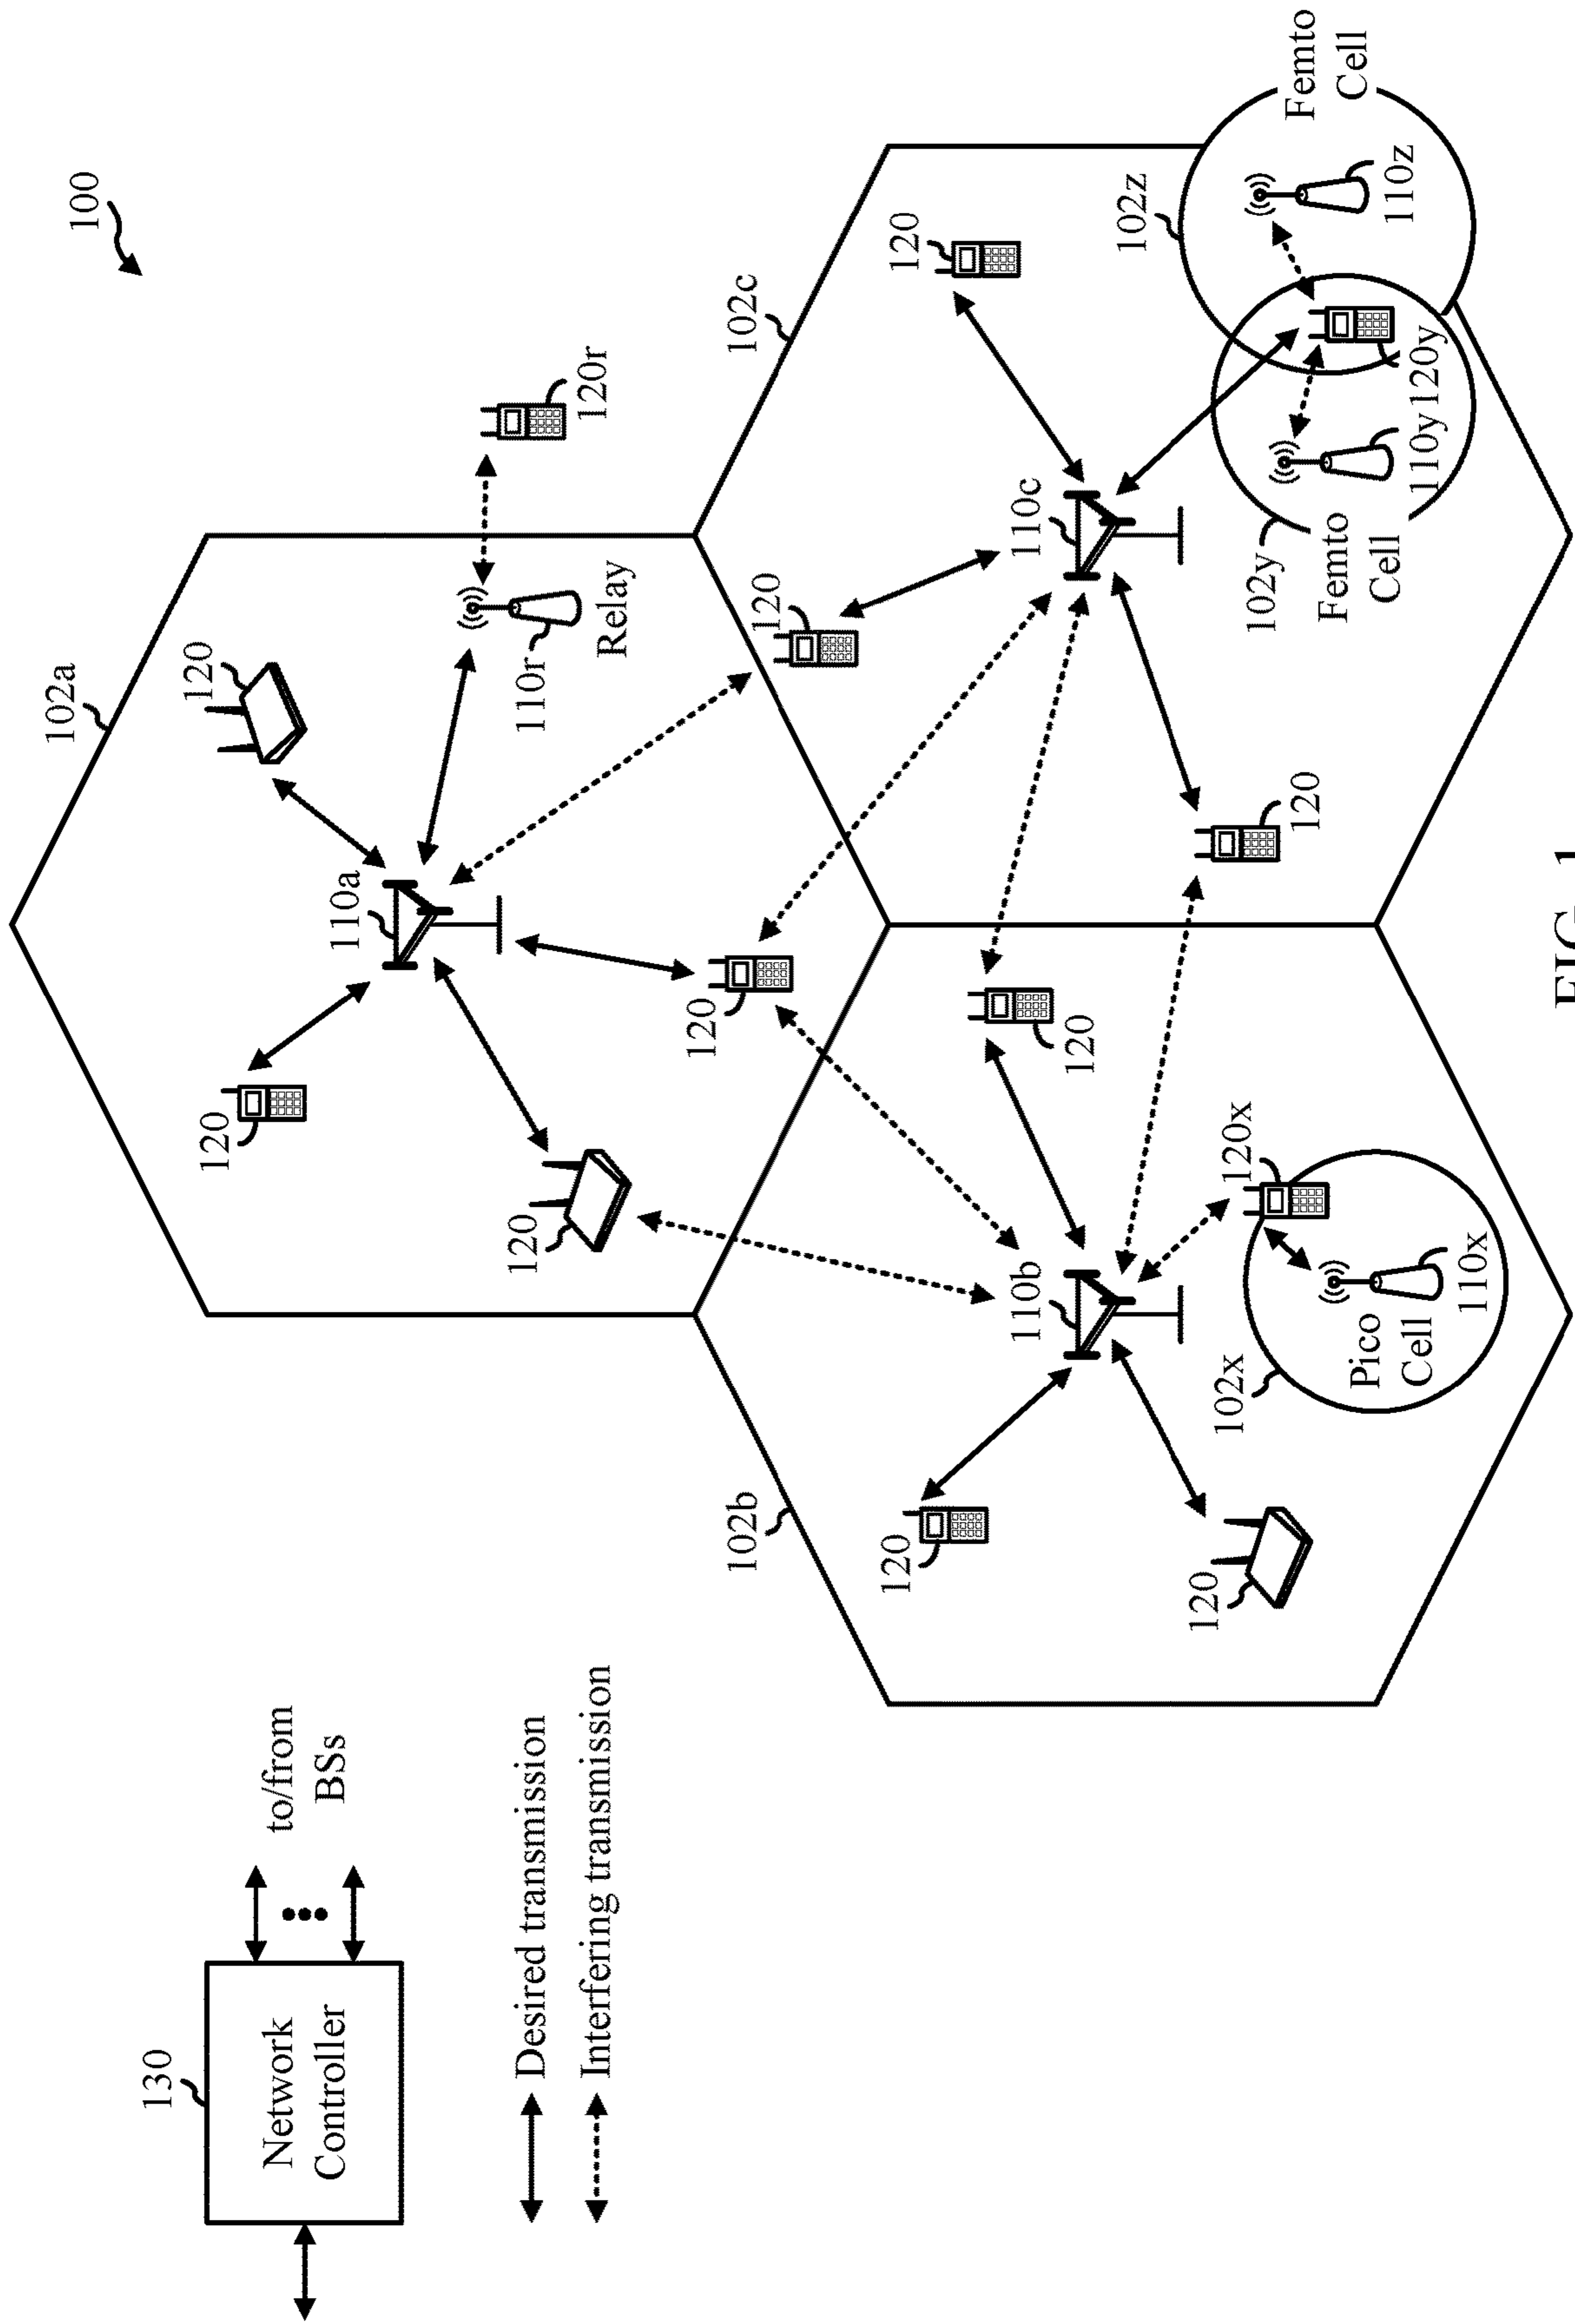 100
130
Network
Controller
to/from
BSs
Desired transmission
Interfering transmission
102a
110a
120
120
120
120
110r
Relay
120r
102b
110b
120
120
120
102x
Pico
Cell
110x
120x
102c
110c
120
120
120
102y
Femto
Cell
110y
120y
102z
110z
Femto
Cell